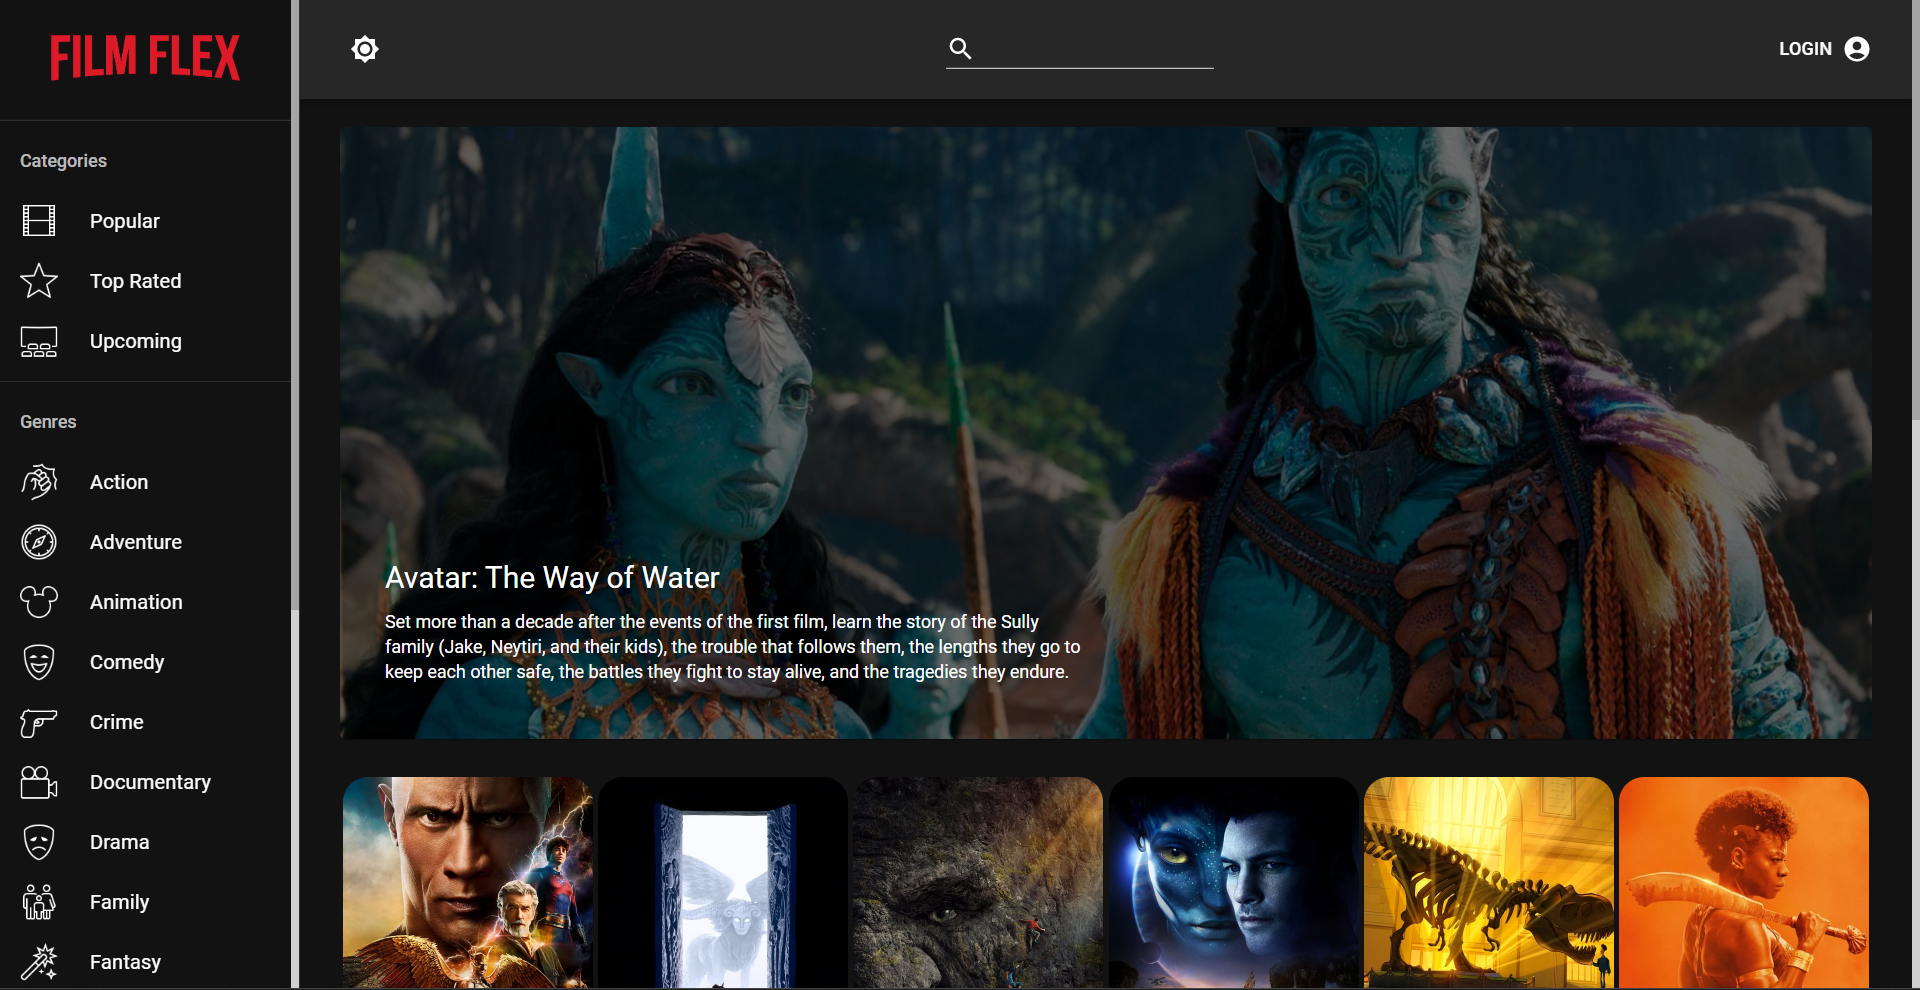 FILM FLEX
LOGIN
Categories
Popular
Top Rated
Upcoming
Genres
Action
Adventure
Animation
Comedy
Crime
Documentary
Drama
Family
Fantasy
Avatar: The Way of Water
Set more than a decade after the events of the first film, learn the story of the Sully
family (Jake, Neytiri, and their kids), the trouble that follows them, the lengths they go to
keep each other safe, the battles they fight to stay alive, and the tragedies they endure.